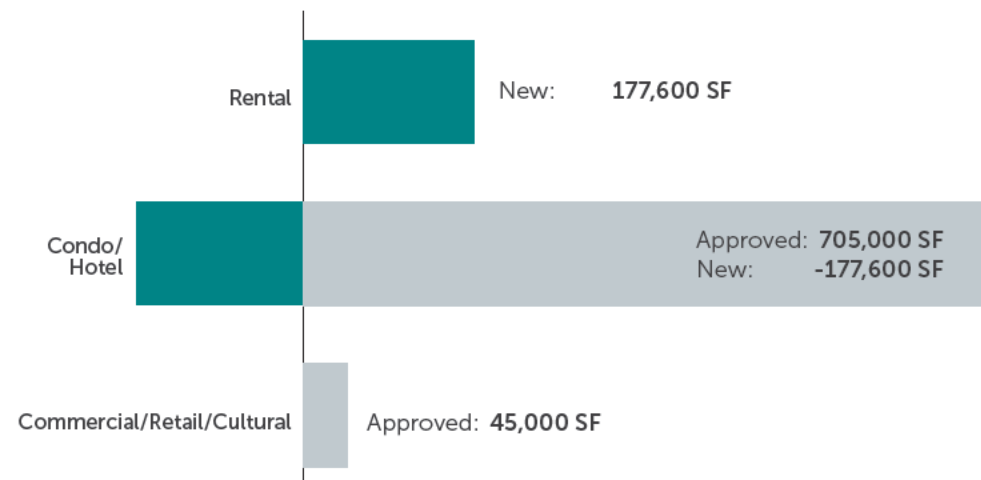 Rental
New: 177,600 SF
Condo/
Hotel
Approved: 705,000 SF
New: -177,600 SF
Commercial/Retail/Cultural
Approved: 45,000 SF